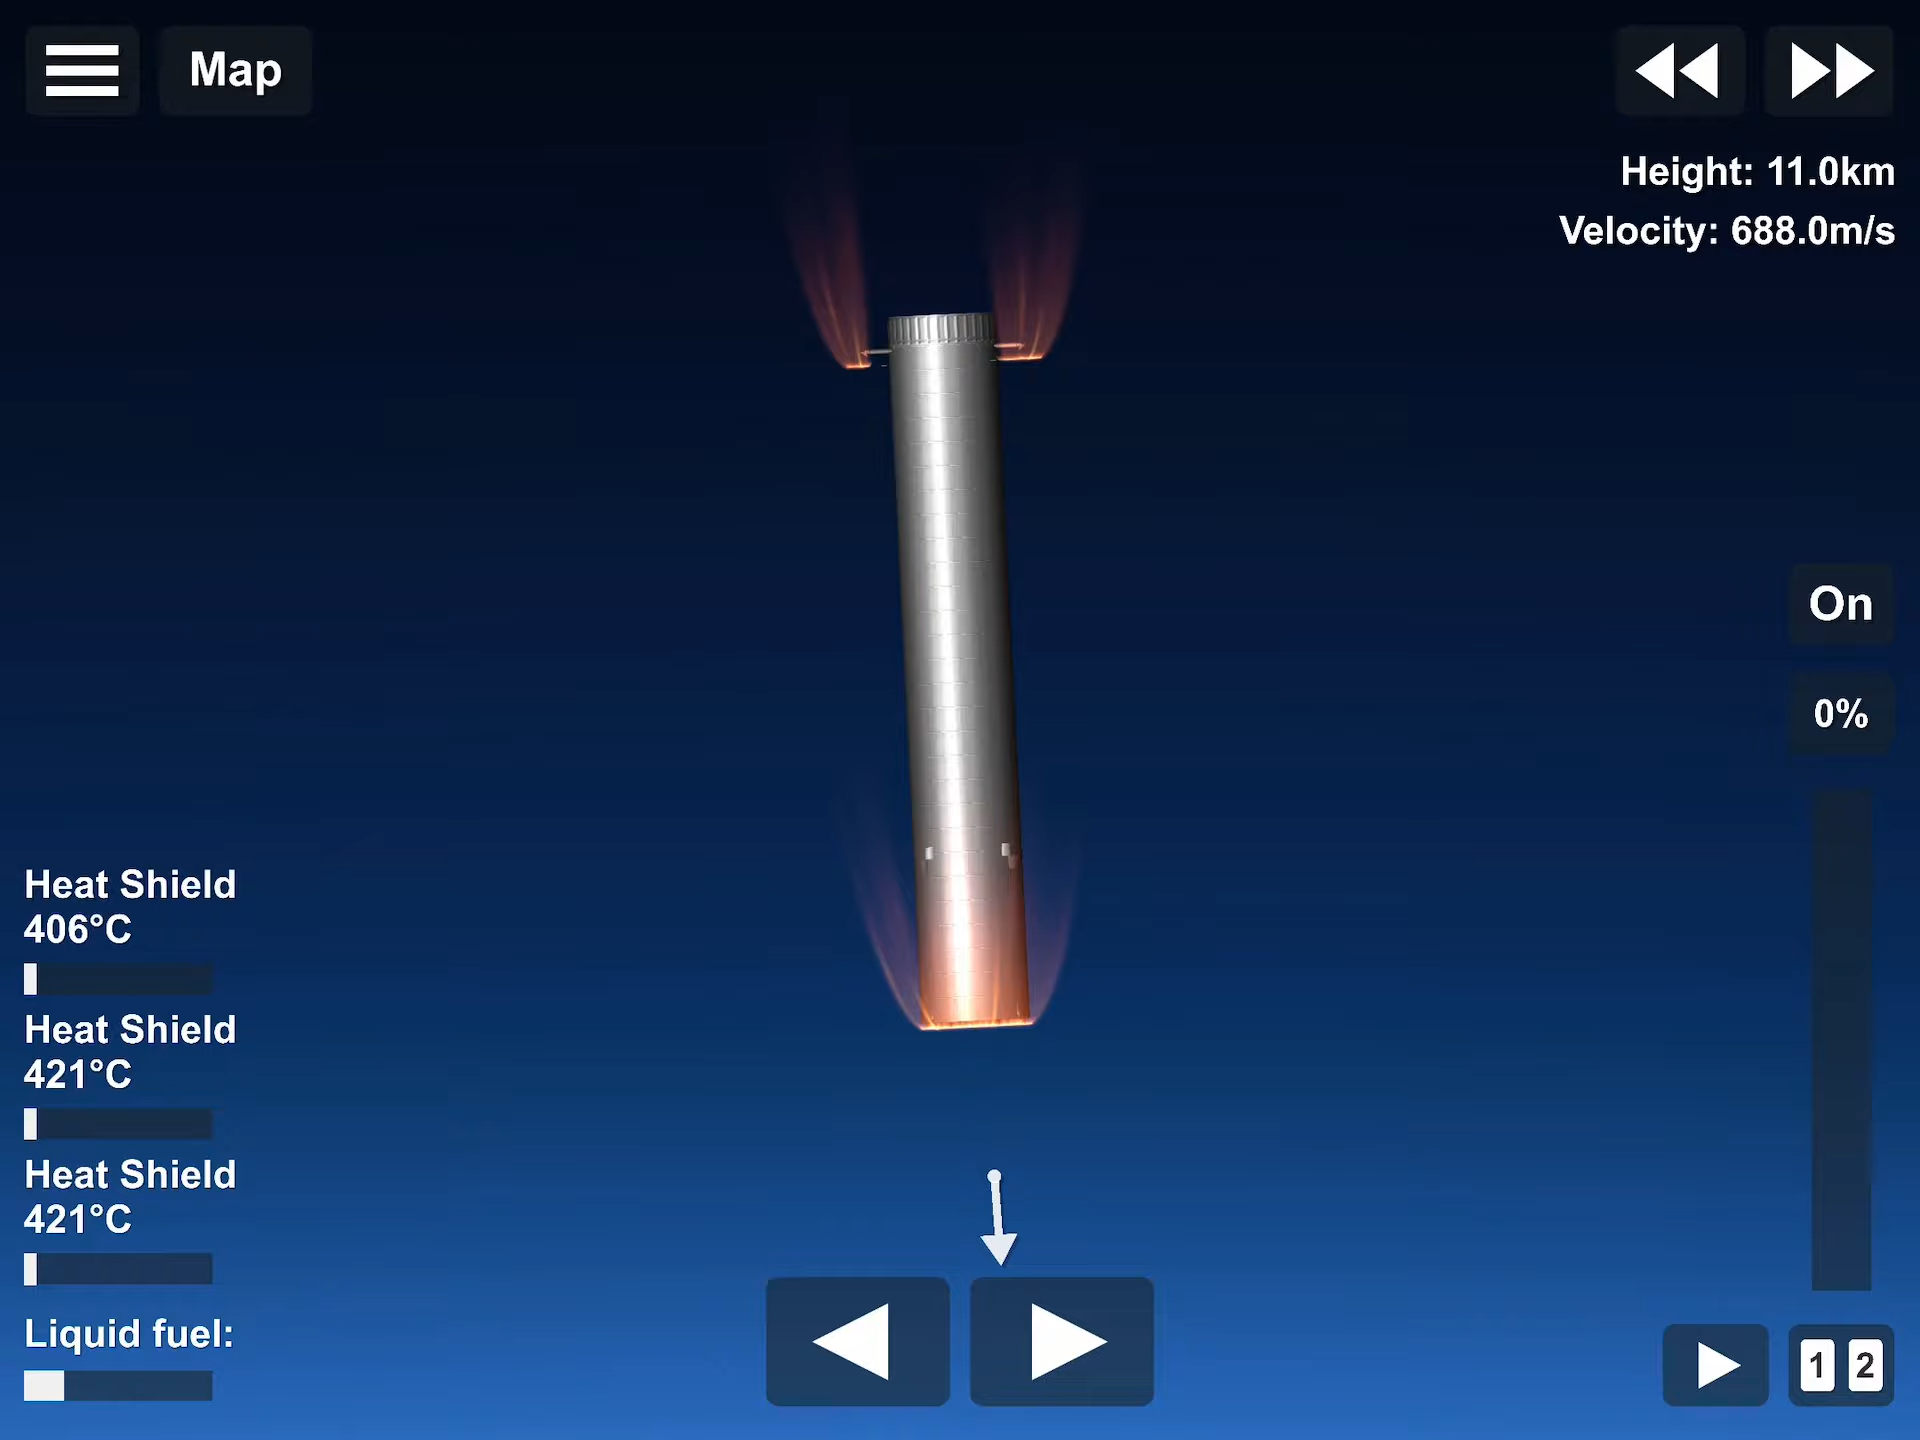 Map
Height: 11.0km
Velocity: 688.0m/s
On
0%
Heat Shield
406°C
Heat Shield
421°C
Heat Shield
421°C
Liquid fuel:
1 2